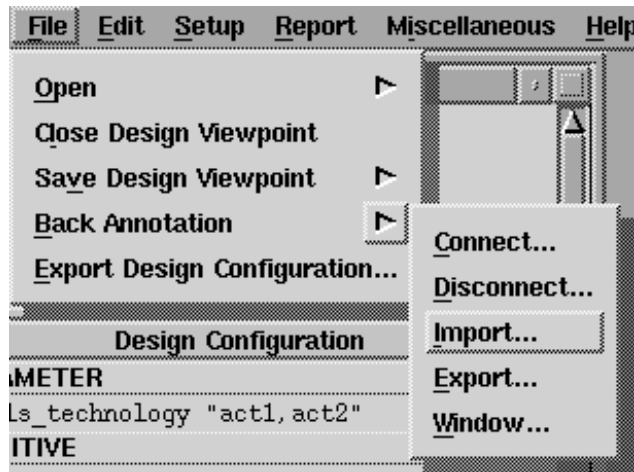 File Edit Setup Report Miscellaneous Help
Open
Close Design Viewpoint
Save Design Viewpoint
Back Annotation
Export Design Configuration...
Connect...
Disconnect...
Import...
Export...
Window...
Design Configuration
AMETER
ls_technology "act1,act2"
ITIVE